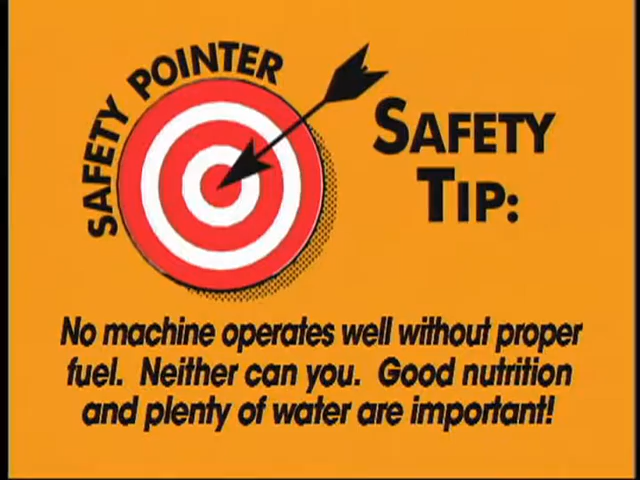 SAFETY POINTER
SAFETY
TIP:
No machine operates well without proper
fuel.  Neither can you.  Good nutrition
and plenty of water are important!